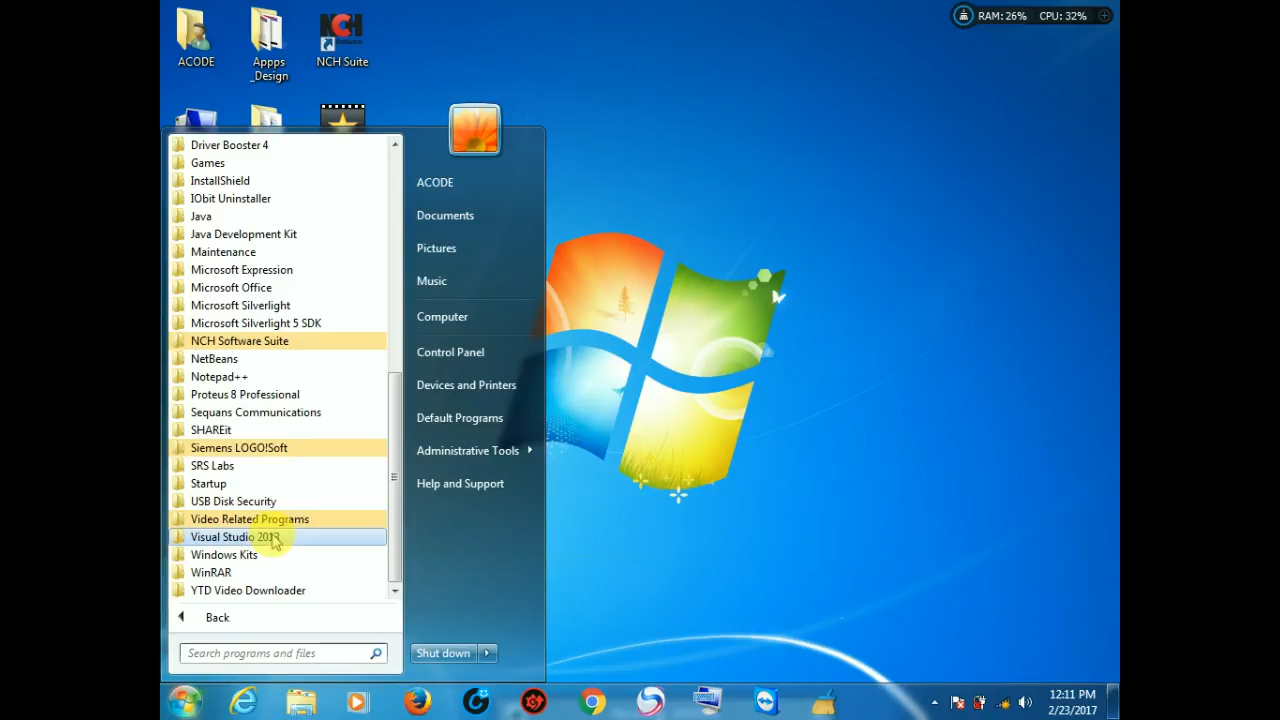 RAM: 26% CPU: 32%
ACODE
Appps
_Design
NCH Suite
Driver Booster 4
Games
InstallShield
IObit Uninstaller
Java
Java Development Kit
Maintenance
Microsoft Expression
Microsoft Office
Microsoft Silverlight
Microsoft Silverlight 5 SDK
NCH Software Suite
NetBeans
Notepad++
Proteus 8 Professional
Sequans Communications
SHAREit
Siemens LOGO!Soft
SRS Labs
Startup
USB Disk Security
Video Related Programs
Visual Studio
Windows Kits
WinRAR
YTD Video Downloader
Back
Search programs and files
ACODE
Documents
Pictures
Music
Computer
Control Panel
Devices and Printers
Default Programs
Administrative Tools
Help and Support
Shut down
12:11 PM
2/23/2017